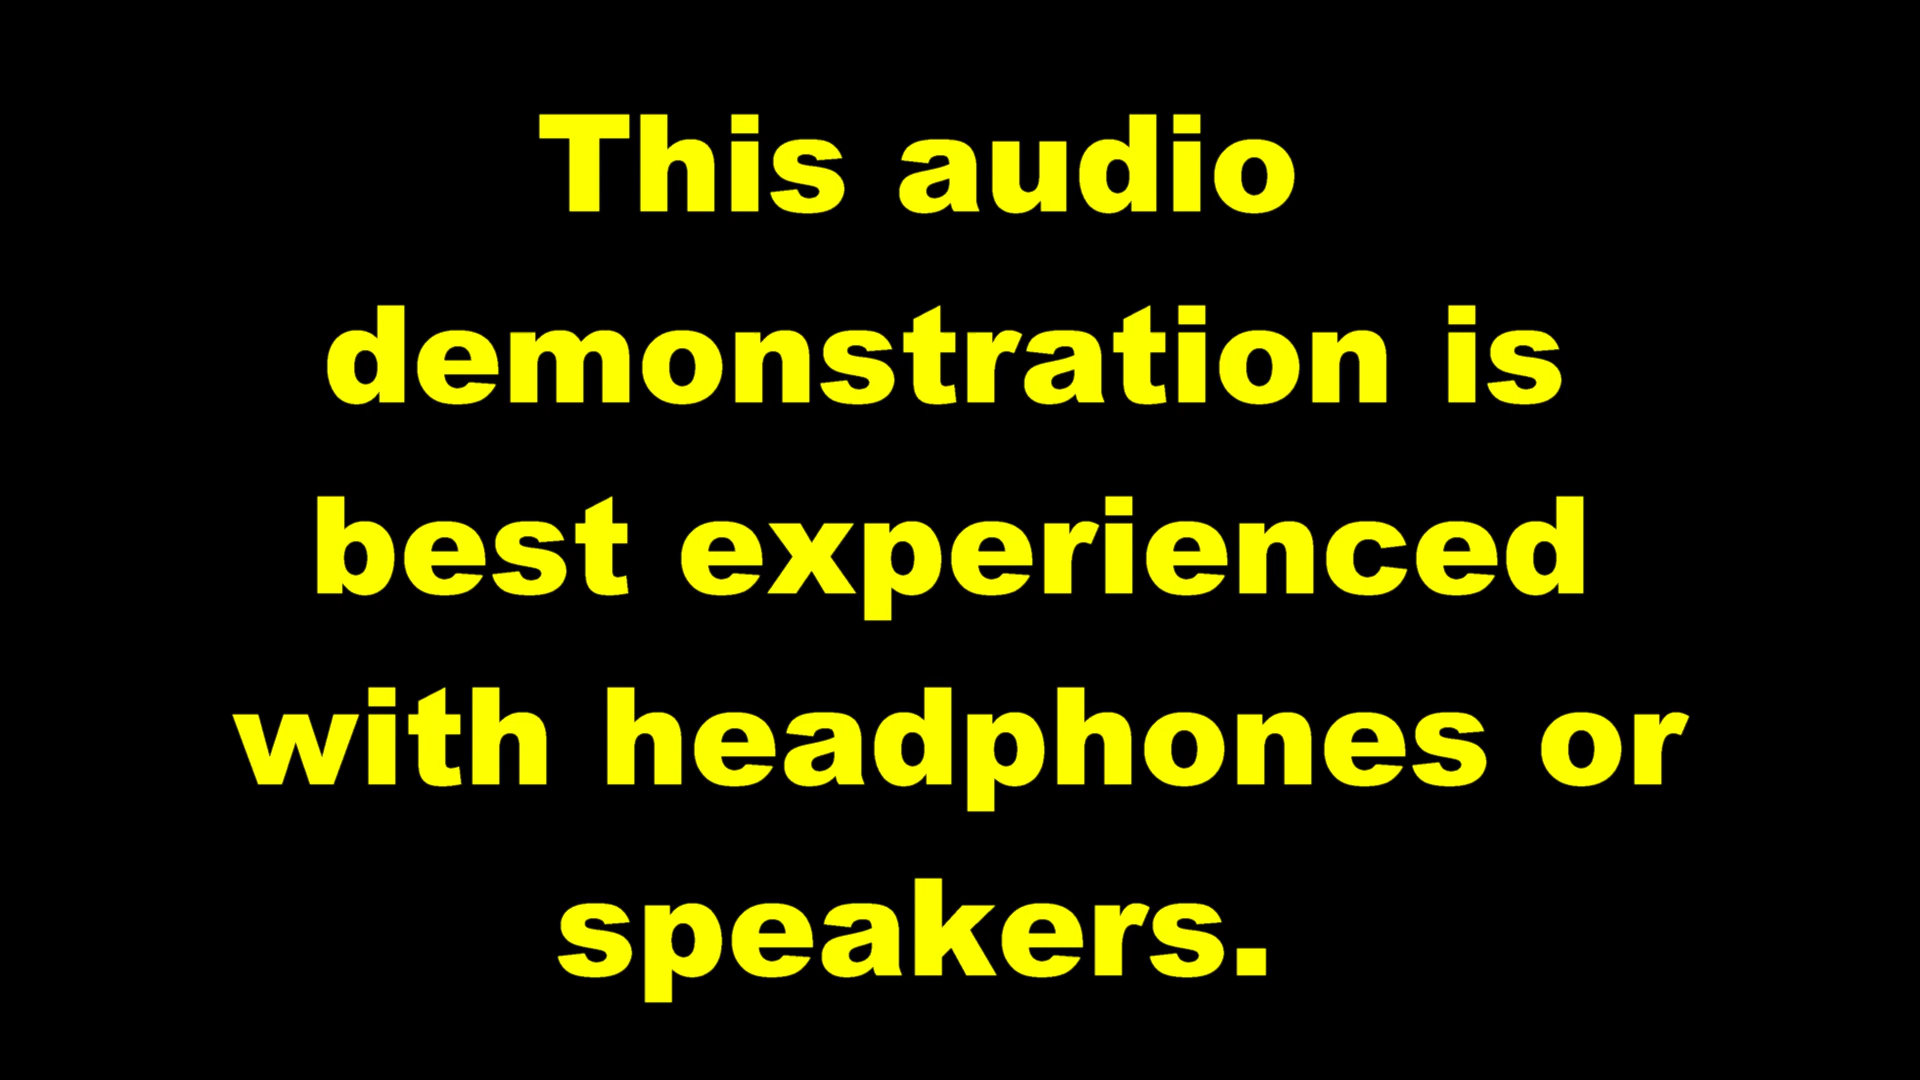 This audio
demonstration is
best experienced
with headphones or
speakers.